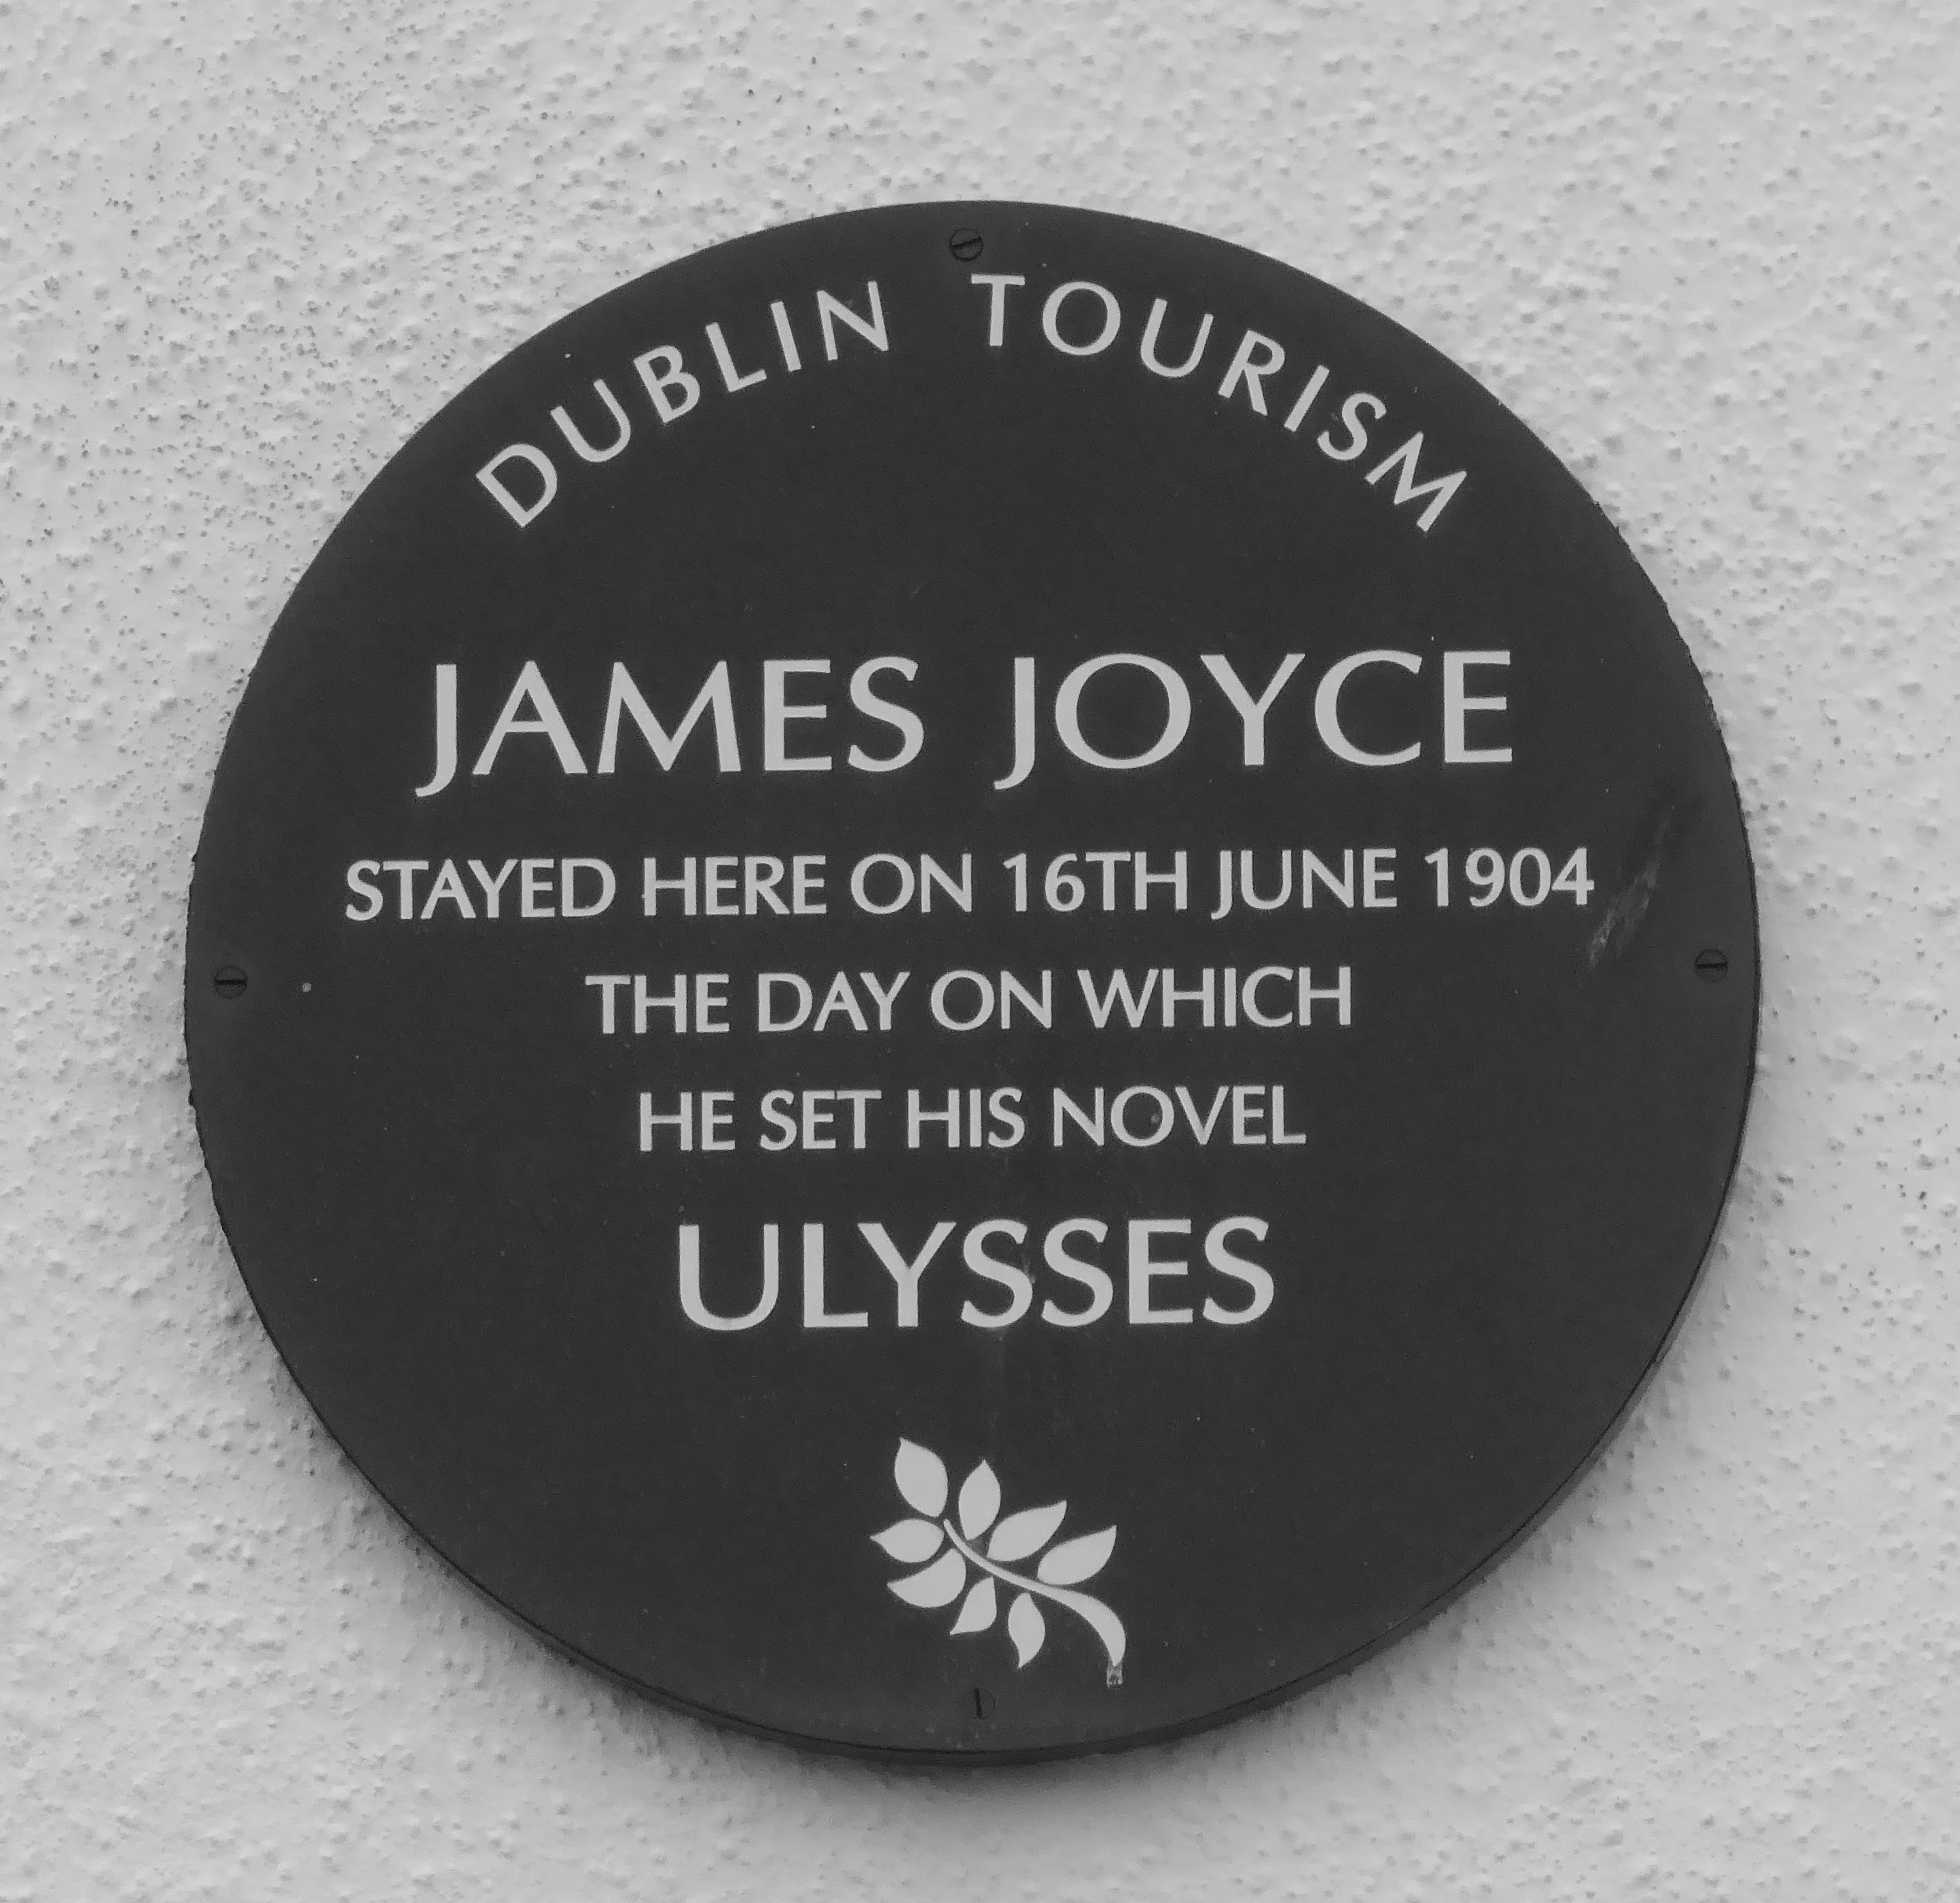 DUBLIN TOURISM
JAMES JOYCE
STAYED HERE ON 16TH JUNE 1904
THE DAY ON WHICH
HE SET HIS NOVEL
ULYSSES